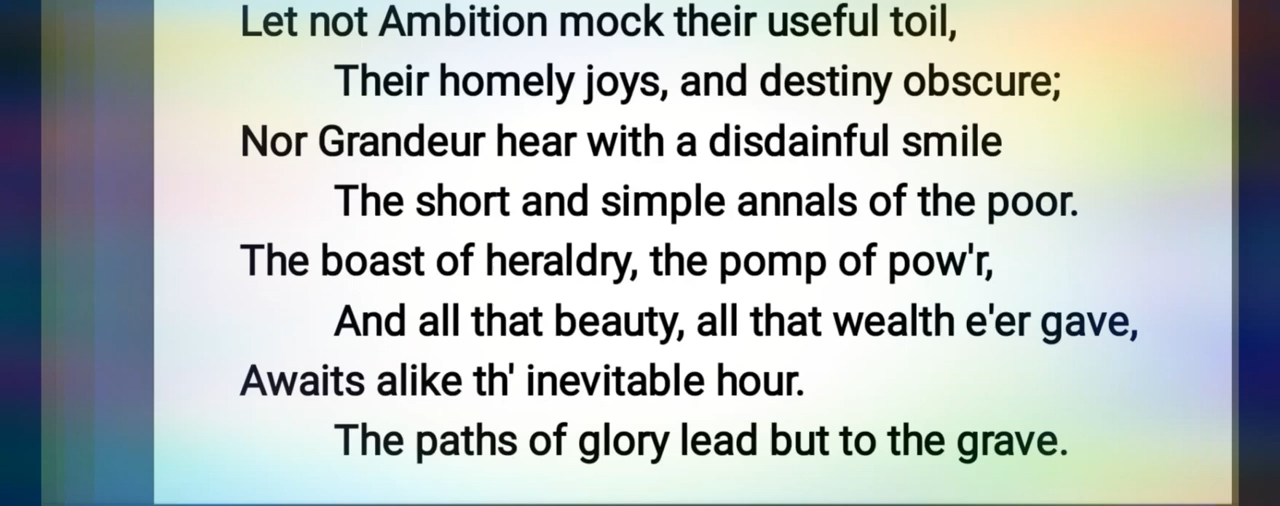 Let not Ambition mock their useful toil,
Their homely joys, and destiny obscure;
Nor Grandeur hear with a disdainful smile
The short and simple annals of the poor.
The boast of heraldry, the pomp of pow'r,
And all that beauty, all that wealth e'er gave,
Awaits alike th' inevitable hour.
The paths of glory lead but to the grave.